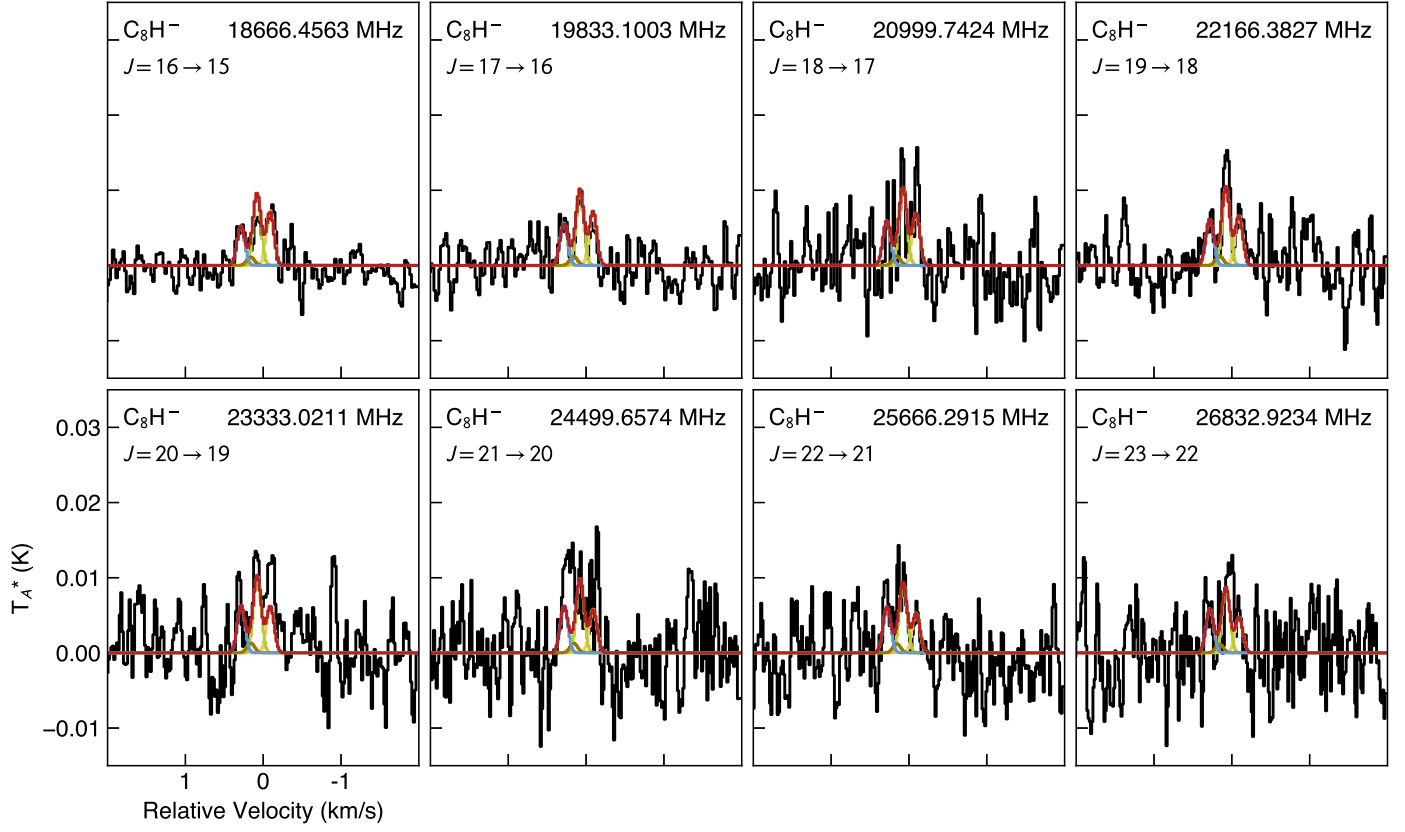 C₈H⁻ 18666.4563 MHz
J=16→15
C₈H⁻ 19833.1003 MHz
J=17→16
C₈H⁻ 20999.7424 MHz
J=18→17
C₈H⁻ 22166.3827 MHz
J=19→18
C₈H⁻ 23333.0211 MHz
J=20→19
C₈H⁻ 24499.6574 MHz
J=21→20
C₈H⁻ 25666.2915 MHz
J=22→21
C₈H⁻ 26832.9234 MHz
J=23→22
0.03
0.02
0.01
0.00
−0.01
T_A* (K)
1 0 -1
Relative Velocity (km/s)